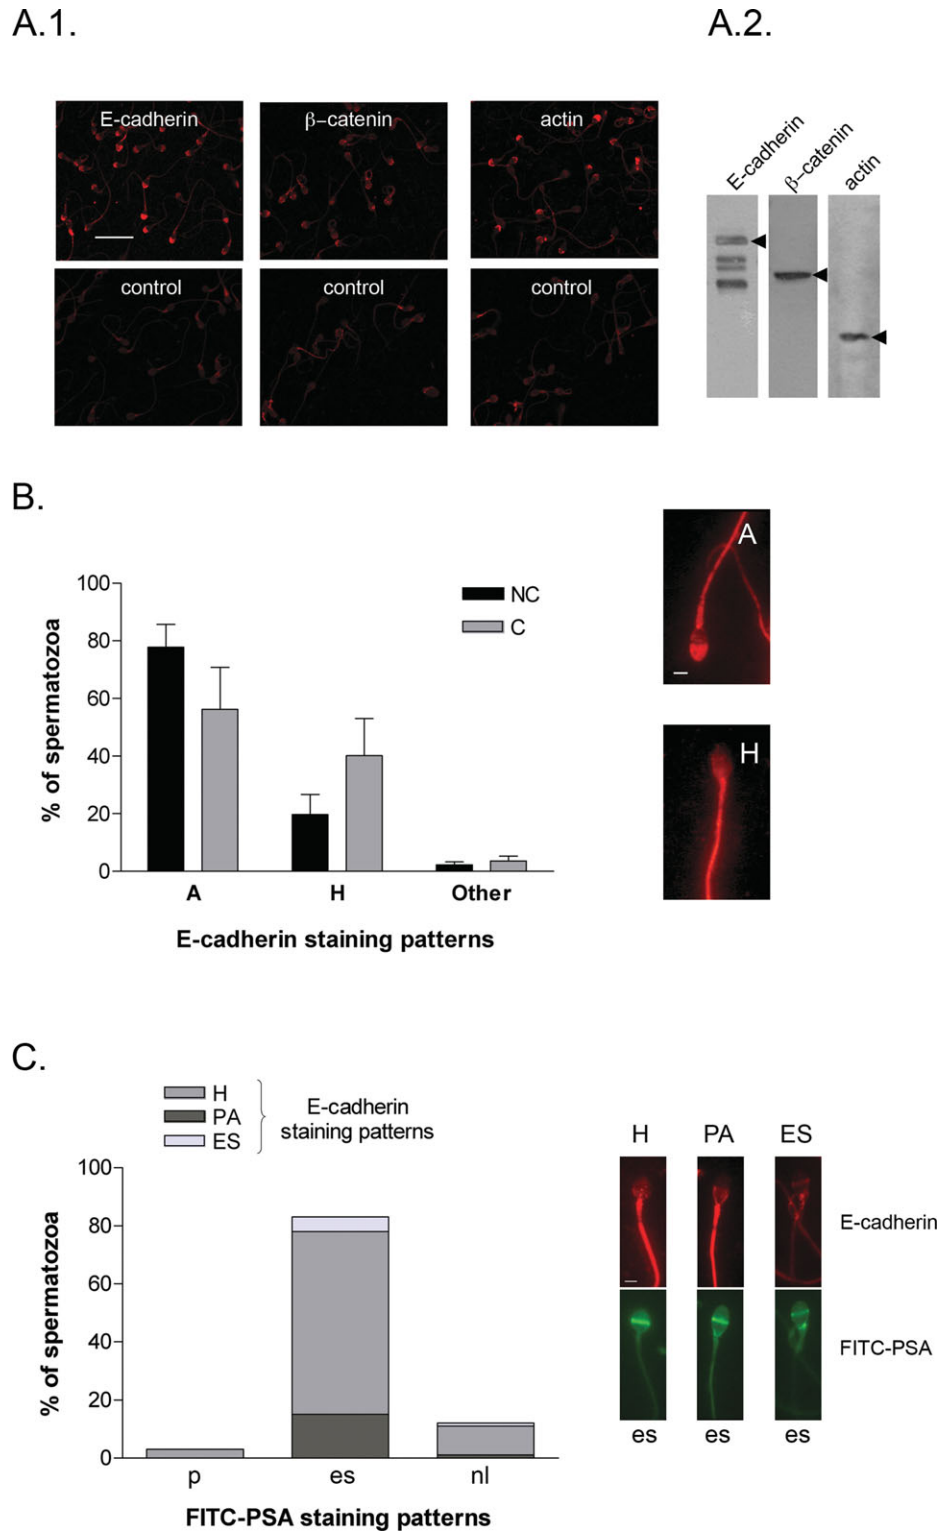 A.1.
A.2.
E-cadherin
β–catenin
actin
control
control
control
E-cadherin
β–catenin
actin
B.
100
80
60
40
20
0
% of spermatozoa
NC
C
A
H
Other
E-cadherin staining patterns
A
H
C.
H
PA
ES
E-cadherin
staining patterns
100
80
60
40
20
0
% of spermatozoa
p
es
nl
FITC-PSA staining patterns
H
PA
ES
E-cadherin
FITC-PSA
es
es
es